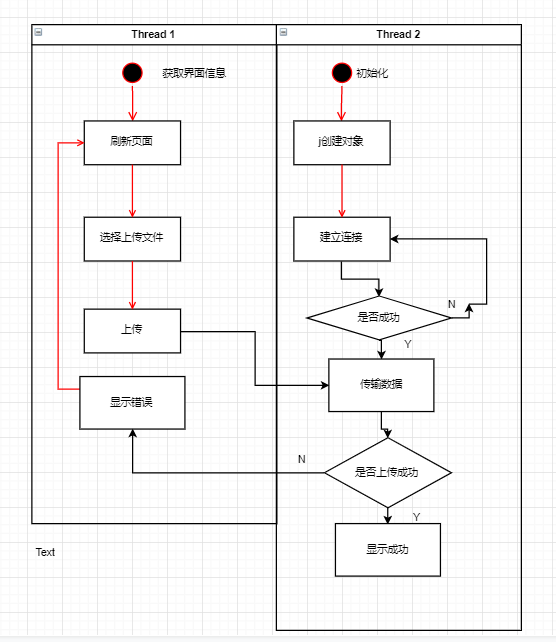 Thread 1
Thread 2
获取界面信息
初始化
刷新页面
j创建对象
选择上传文件
建立连接
N
是否成功
上传
Y
显示错误
传输数据
N
是否上传成功
Y
显示成功
Text